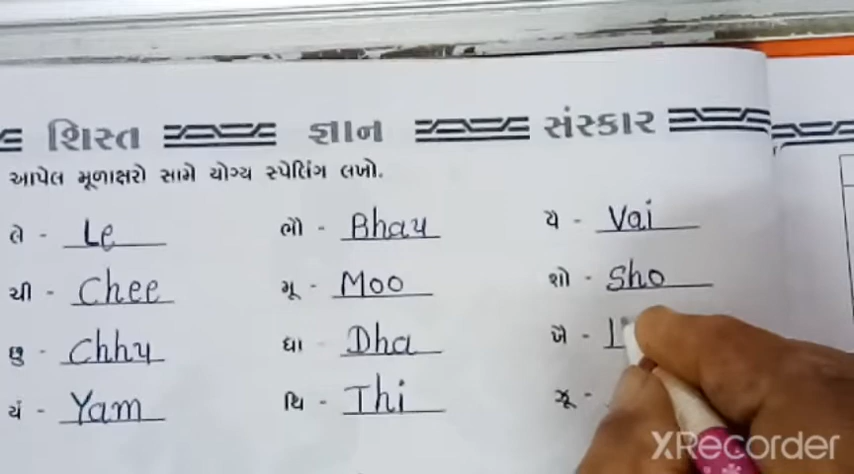 શિસ્ત જ્ઞાન સંસ્કાર
આપેલ મૂળાક્ષરો સામે યોગ્ય સ્પેલિંગ લખો.
લે - Le ભૌ - Bhau યૈ - Vai
ચી - Chee મૂ - Moo શો - Sho
છુ - Chhu ધા - Dha ખૈ -
યં - Yam થિ - Thi ઝૂ -
XRecorder